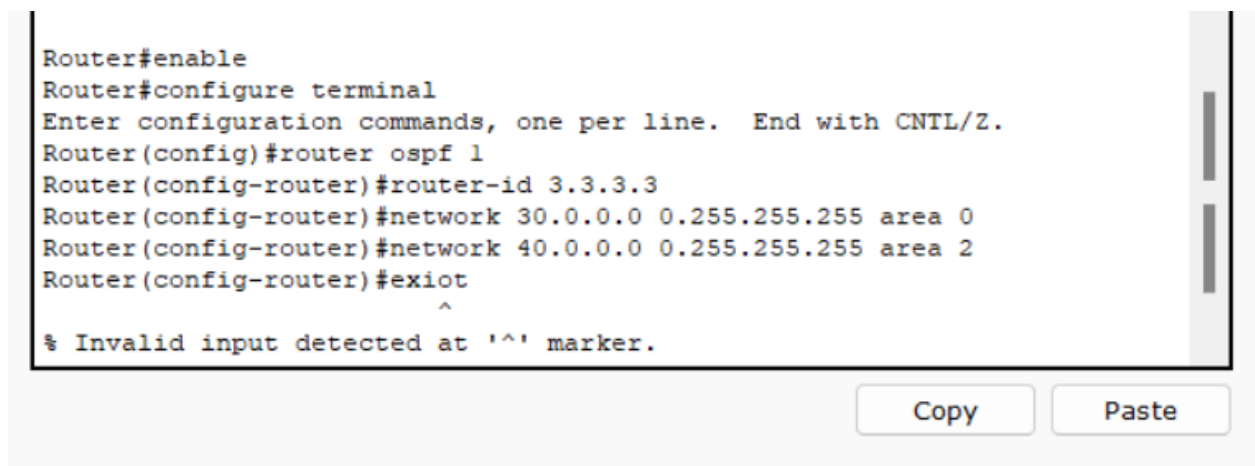 Router#enable
Router#configure terminal
Enter configuration commands, one per line.  End with CNTL/Z.
Router(config)#router ospf 1
Router(config-router)#router-id 3.3.3.3
Router(config-router)#network 30.0.0.0 0.255.255.255 area 0
Router(config-router)#network 40.0.0.0 0.255.255.255 area 2
Router(config-router)#exiot
^
% Invalid input detected at '^' marker.
Copy Paste